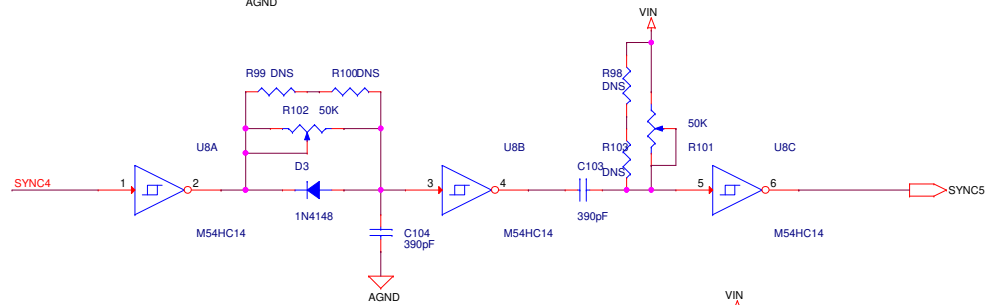 AGND
VIN
R99 DNS
R100DNS
R98
DNS
R102 50K
50K
U8A
U8B
R103
DNS
R101
U8C
D3
C103
SYNC4
1
2
3
4
5
6
SYNC5
1N4148
390pF
M54HC14
C104
390pF
M54HC14
M54HC14
AGND
VIN